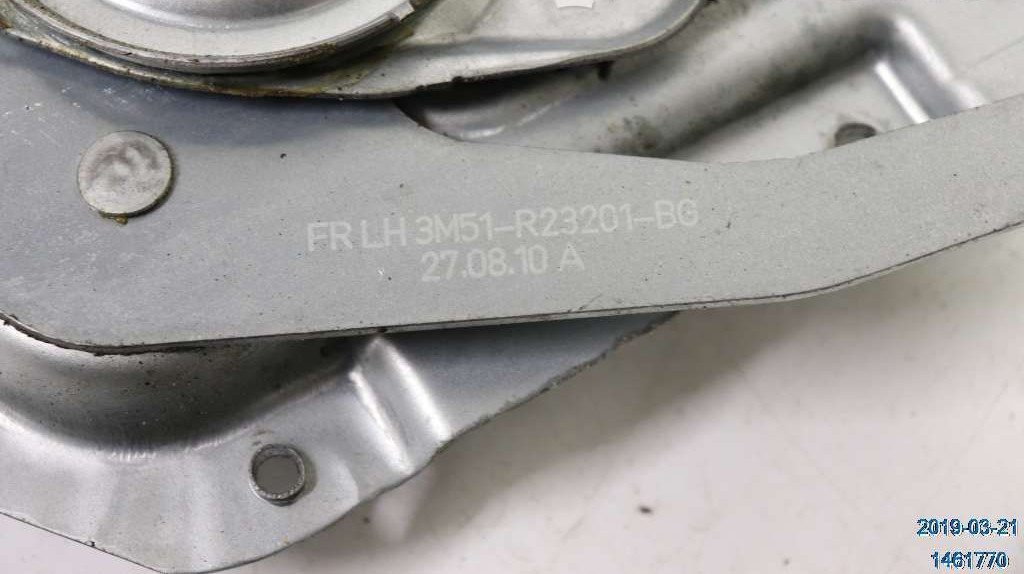 FR LH 3M51-R23201-BG
27.08.10 A
2019-03-21
1461770